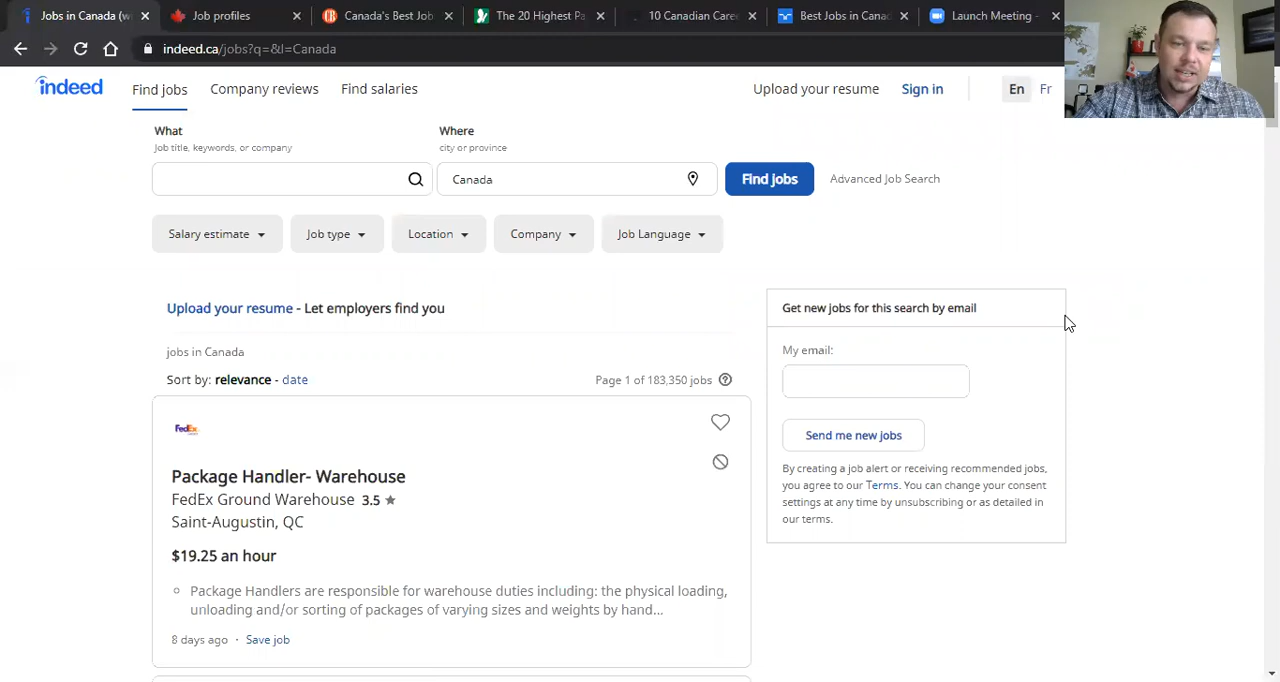 Jobs in Canada (w
Job profiles
Canada's Best Job
The 20 Highest Pa
10 Canadian Caree
Best Jobs in Canad
Launch Meeting -
indeed.ca/jobs?q=&l=Canada
indeed
Find jobs
Company reviews
Find salaries
Upload your resume
Sign in
En
Fr
What
Job title, keywords, or company
Where
city or province
Canada
Find jobs
Advanced Job Search
Salary estimate
Job type
Location
Company
Job Language
Upload your resume - Let employers find you
jobs in Canada
Sort by: relevance - date
Page 1 of 183,350 jobs
FedEx
Package Handler- Warehouse
FedEx Ground Warehouse 3.5
Saint-Augustin, QC
$19.25 an hour
Package Handlers are responsible for warehouse duties including: the physical loading,
unloading and/or sorting of packages of varying sizes and weights by hand…
8 days ago · Save job
Get new jobs for this search by email
My email:
Send me new jobs
By creating a job alert or receiving recommended jobs,
you agree to our Terms. You can change your consent
settings at any time by unsubscribing or as detailed in
our terms.